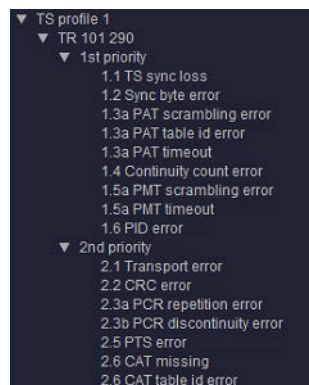 TS profile 1
TR 101 290
1st priority
1.1 TS sync loss
1.2 Sync byte error
1.3a PAT scrambling error
1.3a PAT table id error
1.3a PAT timeout
1.4 Continuity count error
1.5a PMT scrambling error
1.5a PMT timeout
1.6 PID error
2nd priority
2.1 Transport error
2.2 CRC error
2.3a PCR repetition error
2.3b PCR discontinuity error
2.5 PTS error
2.6 CAT missing
2.6 CAT table id error